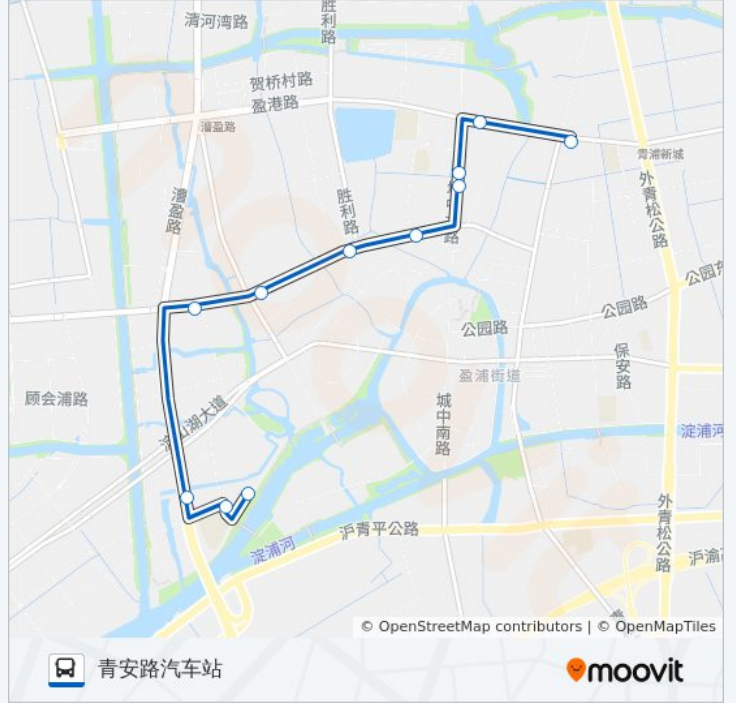 清河湾路
胜利路
贺桥村路
盈港路
漕盈路
青浦新城
外青松公路
漕盈路
胜利路
公园东
公园路
公园路
保安路
盈浦街道
顾会浦路
城中南路
淀山湖大道
淀浦河
外青松公路
沪青平公路
淀浦河
沪渝高
© OpenStreetMap contributors | © OpenMapTiles
青安路汽车站
moovit